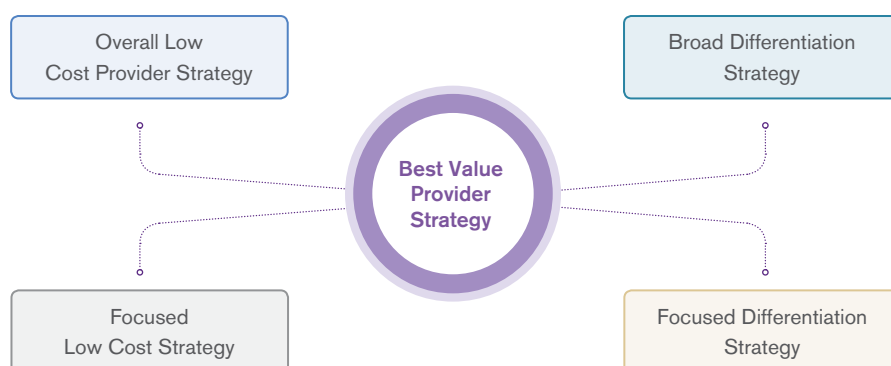 Overall Low
Cost Provider Strategy
Broad Differentiation
Strategy
Best Value
Provider
Strategy
Focused
Low Cost Strategy
Focused Differentiation
Strategy